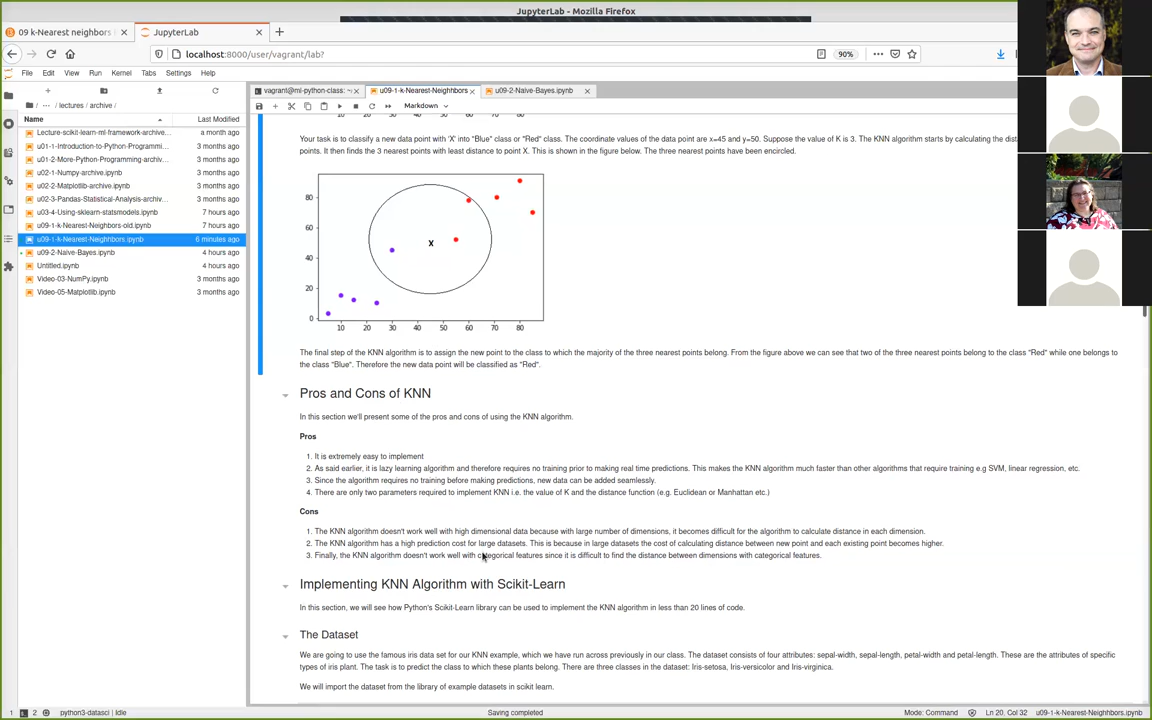 JupyterLab - Mozilla Firefox
09 k-Nearest neighbors
JupyterLab
localhost:8000/user/vagrant/lab?
90%
File Edit View Run Kernel Tabs Settings Help
/ ··· / lectures / archive /
Name Last Modified
Lecture-scikit-learn-ml-framework-archive... a month ago
u01-1-Introduction-to-Python-Programmi... 3 months ago
u01-2-More-Python-Programming-archiv... 3 months ago
u02-1-Numpy-archive.ipynb 3 months ago
u02-2-Matplotlib-archive.ipynb 3 months ago
u02-3-Pandas-Statistical-Analysis-archiv... 3 months ago
u03-4-Using-sklearn-statsmodels.ipynb 7 hours ago
u09-1-k-Nearest-Neighbors-old.ipynb 7 hours ago
u09-1-k-Nearest-Neighhbors.ipynb 6 minutes ago
u09-2-Naive-Bayes.ipynb 4 hours ago
Untitled.ipynb 4 hours ago
Video-03-NumPy.ipynb 3 months ago
Video-05-Matplotlib.ipynb 3 months ago
vagrant@ml-python-class: ~
u09-1-k-Nearest-Neighhbors
u09-2-Naive-Bayes.ipynb
Markdown
Your task is to classify a new data point with 'X' into "Blue" class or "Red" class. The coordinate values of the data point are x=45 and y=50. Suppose the value of K is 3. The KNN algorithm starts by calculating the dist
points. It then finds the 3 nearest points with least distance to point X. This is shown in the figure below. The three nearest points have been encircled.
80
60
40
20
0
X
10 20 30 40 50 60 70 80
The final step of the KNN algorithm is to assign the new point to the class to which the majority of the three nearest points belong. From the figure above we can see that two of the three nearest points belong to the class "Red" while one belongs to
the class "Blue". Therefore the new data point will be classified as "Red".
Pros and Cons of KNN
In this section we'll present some of the pros and cons of using the KNN algorithm.
Pros
1. It is extremely easy to implement
2. As said earlier, it is lazy learning algorithm and therefore requires no training prior to making real time predictions. This makes the KNN algorithm much faster than other algorithms that require training e.g SVM, linear regression, etc.
3. Since the algorithm requires no training before making predictions, new data can be added seamlessly.
4. There are only two parameters required to implement KNN i.e. the value of K and the distance function (e.g. Euclidean or Manhattan etc.)
Cons
1. The KNN algorithm doesn't work well with high dimensional data because with large number of dimensions, it becomes difficult for the algorithm to calculate distance in each dimension.
2. The KNN algorithm has a high prediction cost for large datasets. This is because in large datasets the cost of calculating distance between new point and each existing point becomes higher.
3. Finally, the KNN algorithm doesn't work well with categorical features since it is difficult to find the distance between dimensions with categorical features.
Implementing KNN Algorithm with Scikit-Learn
In this section, we will see how Python's Scikit-Learn library can be used to implement the KNN algorithm in less than 20 lines of code.
The Dataset
We are going to use the famous iris data set for our KNN example, which we have run across previously in our class. The dataset consists of four attributes: sepal-width, sepal-length, petal-width and petal-length. These are the attributes of specific
types of iris plant. The task is to predict the class to which these plants belong. There are three classes in the dataset: Iris-setosa, Iris-versicolor and Iris-virginica.
We will import the dataset from the library of example datasets in scikit learn.
1 2 python3-datasci | Idle
Saving completed
Mode: Command
Ln 20, Col 32
u09-1-k-Nearest-Neighhbors.ipynb